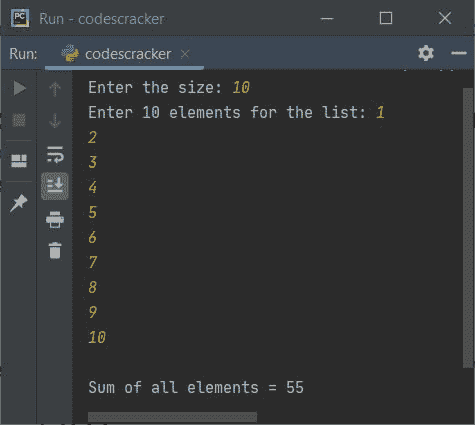 PC
Run - codescracker
Run: codescracker
Enter the size: 10
Enter 10 elements for the list: 1
2
3
4
5
6
7
8
9
10
Sum of all elements = 55